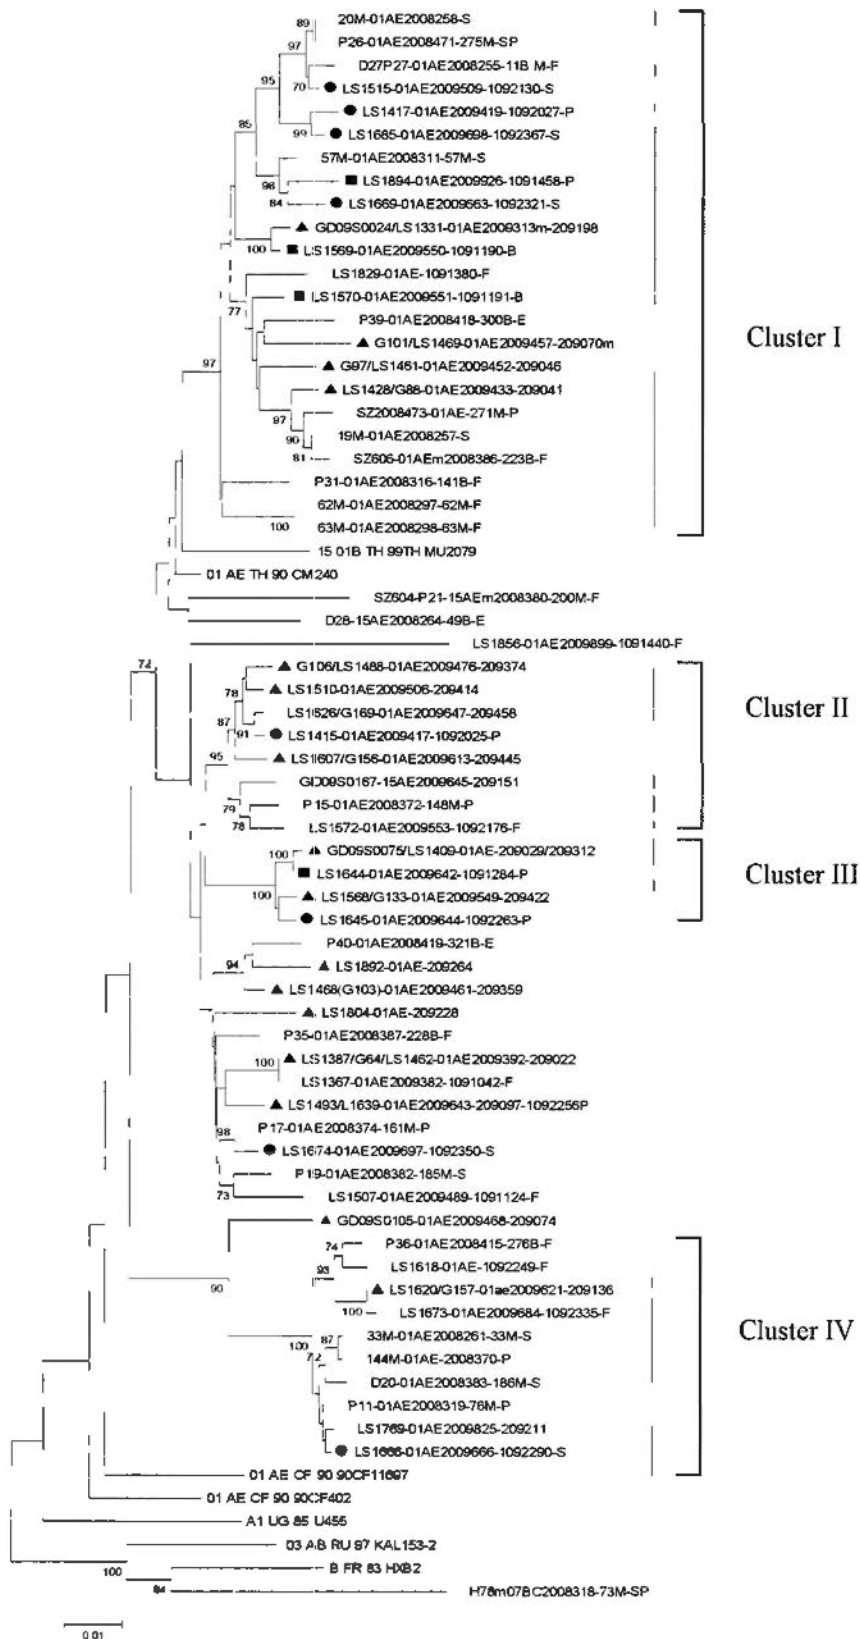 89
20M-01AE2008258-S
P26-01AE2008471-275M-SP
97
D27P27-01AE2008255-11B M-F
95
70
LS1515-01AE2009509-1092130-S
LS1417-01AE2009419-1092027-P
85
99
LS1685-01AE2009698-1092367-S
57M-01AE2008311-57M-S
98
LS1894-01AE2009926-1091458-P
84
LS1669-01AE2009663-1092321-S
GD09S0024/LS1331-01AE2009313m-209198
100
LS1569-01AE2009550-1091190-B
LS1829-01AE-1091380-F
77
LS1570-01AE2009551-1091191-B
P39-01AE2008418-300B-E
Cluster I
G101/LS1469-01AE2009457-209070m
97
G97/LS1461-01AE2009452-209046
LS1428/G88-01AE2009433-209041
97
SZ2008473-01AE-271M-P
90
19M-01AE2008257-S
81
SZ606-01AEm2008386-223B-F
P31-01AE2008316-141B-F
62M-01AE2008297-62M-F
100
63M-01AE2008298-63M-F
15 01B TH 99TH MU2079
01 AE TH 90 CM240
SZ604-P21-15AEm2008380-200M-F
D28-15AE2008264-49B-E
LS1856-01AE2009899-1091440-F
72
G106/LS1488-01AE2009476-209374
78
LS1510-01AE2009506-209414
Cluster II
87
LS1626/G169-01AE2009647-209458
91
LS1415-01AE2009417-1092025-P
95
LS1607/G156-01AE2009613-209445
GD09S0167-15AE2009645-209151
79
P15-01AE2008372-148M-P
78
LS1572-01AE2009553-1092176-F
100
GD09S0075/LS1409-01AE-209029/209312
LS1644-01AE2009642-1091284-P
Cluster III
100
LS1568/G133-01AE2009549-209422
LS1645-01AE2009644-1092263-P
P40-01AE2008419-321B-E
94
LS1892-01AE-209264
LS1468(G103)-01AE2009461-209359
LS1804-01AE-209228
P35-01AE2008387-228B-F
100
LS1387/G64/LS1462-01AE2009392-209022
LS1367-01AE2009382-1091042-F
LS1493/L1639-01AE2009643-209097-1092256P
98
P17-01AE2008374-161M-P
LS1674-01AE2009697-1092350-S
P19-01AE2008382-185M-S
73
LS1507-01AE2009489-1091124-F
GD09S0105-01AE2009468-209074
74
P36-01AE2008415-276B-F
93
LS1618-01AE-1092249-F
90
LS1620/G157-01ae2009621-209136
100
LS1673-01AE2009684-1092335-F
Cluster IV
100
87
33M-01AE2008261-33M-S
72
144M-01AE-2008370-P
D20-01AE2008383-186M-S
P11-01AE2008319-76M-P
LS1769-01AE2009825-209211
LS1666-01AE2009666-1092290-S
01 AE CF 90 90CF11697
01 AE CF 90 90CF402
A1 UG 85 U455
03 AB RU 97 KAL153-2
100
B FR 83 HXB2
84
H78m07BC2008318-73M-SP
0.01